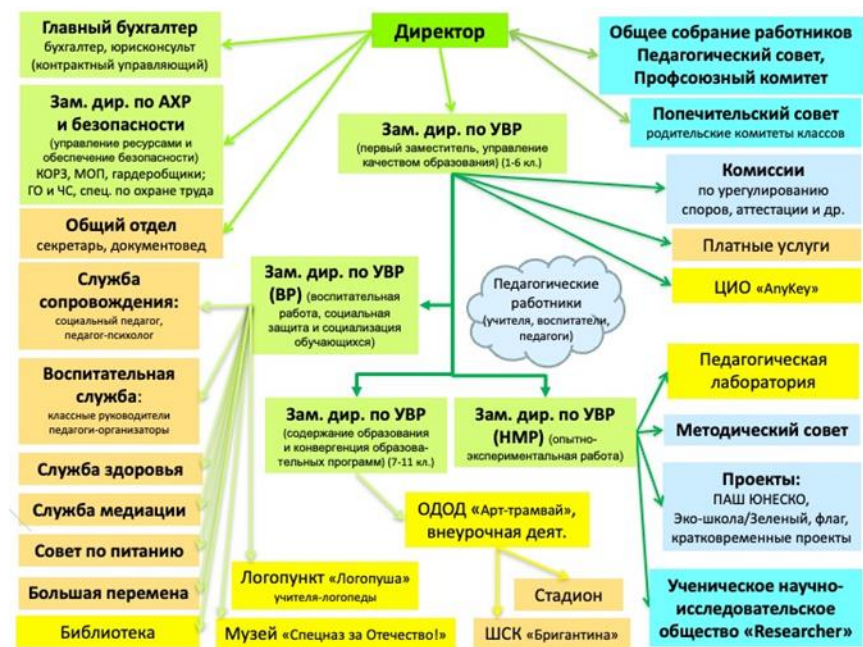 Директор
Главный бухгалтер
бухгалтер, юрисконсульт
(контрактный управляющий)
Общее собрание работников
Педагогический совет,
Профсоюзный комитет
Зам. дир. по АХР
и безопасности
(управление ресурсами и
обеспечение безопасности)
КОРЗ, МОП, гардеробщики;
ГО и ЧС, спец. по охране труда
Зам. дир. по УВР
(первый заместитель, управление
качеством образования) (1-6 кл.)
Попечительский совет
родительские комитеты классов
Комиссии
по урегулированию
споров, аттестации и др.
Общий отдел
секретарь, документовед
Платные услуги
ЦИО «AnyKey»
Служба
сопровождения:
социальный педагог,
педагог-психолог
Зам. дир. по УВР
(ВР) (воспитательная
работа, социальная
защита и социализация
обучающихся)
Педагогические
работники
(учителя, воспитатели,
педагоги)
Воспитательная
служба:
классные руководители
педагоги-организаторы
Зам. дир. по УВР
(содержание образования
и конвергенция образова-
тельных программ) (7-11 кл.)
Зам. дир. по УВР
(НМР) (опытно-
экспериментальная работа)
Педагогическая
лаборатория
Методический совет
Проекты:
ПАШ ЮНЕСКО,
Эко-школа/Зеленый, флаг,
кратковременные проекты
Ученическое научно-
исследовательское
общество «Researcher»
Служба здоровья
Служба медиации
Совет по питанию
Большая перемена
Библиотека
ОДОД «Арт-трамвай»,
внеурочная деят.
Логопункт «Логопуша»
учителя-логопеды
Музей «Спецназ за Отечество!»
Стадион
ШСК «Бригантина»